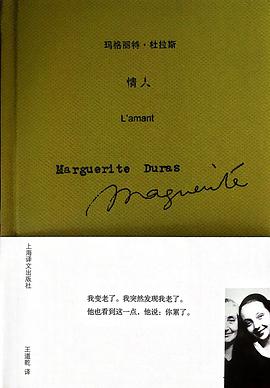 玛格丽特·杜拉斯
情人
L'amant
Marguerite Duras
Marguerite
上海译文出版社
我变老了。我突然发现我老了。
他也看到这一点，他说：你累了。
王道乾 译